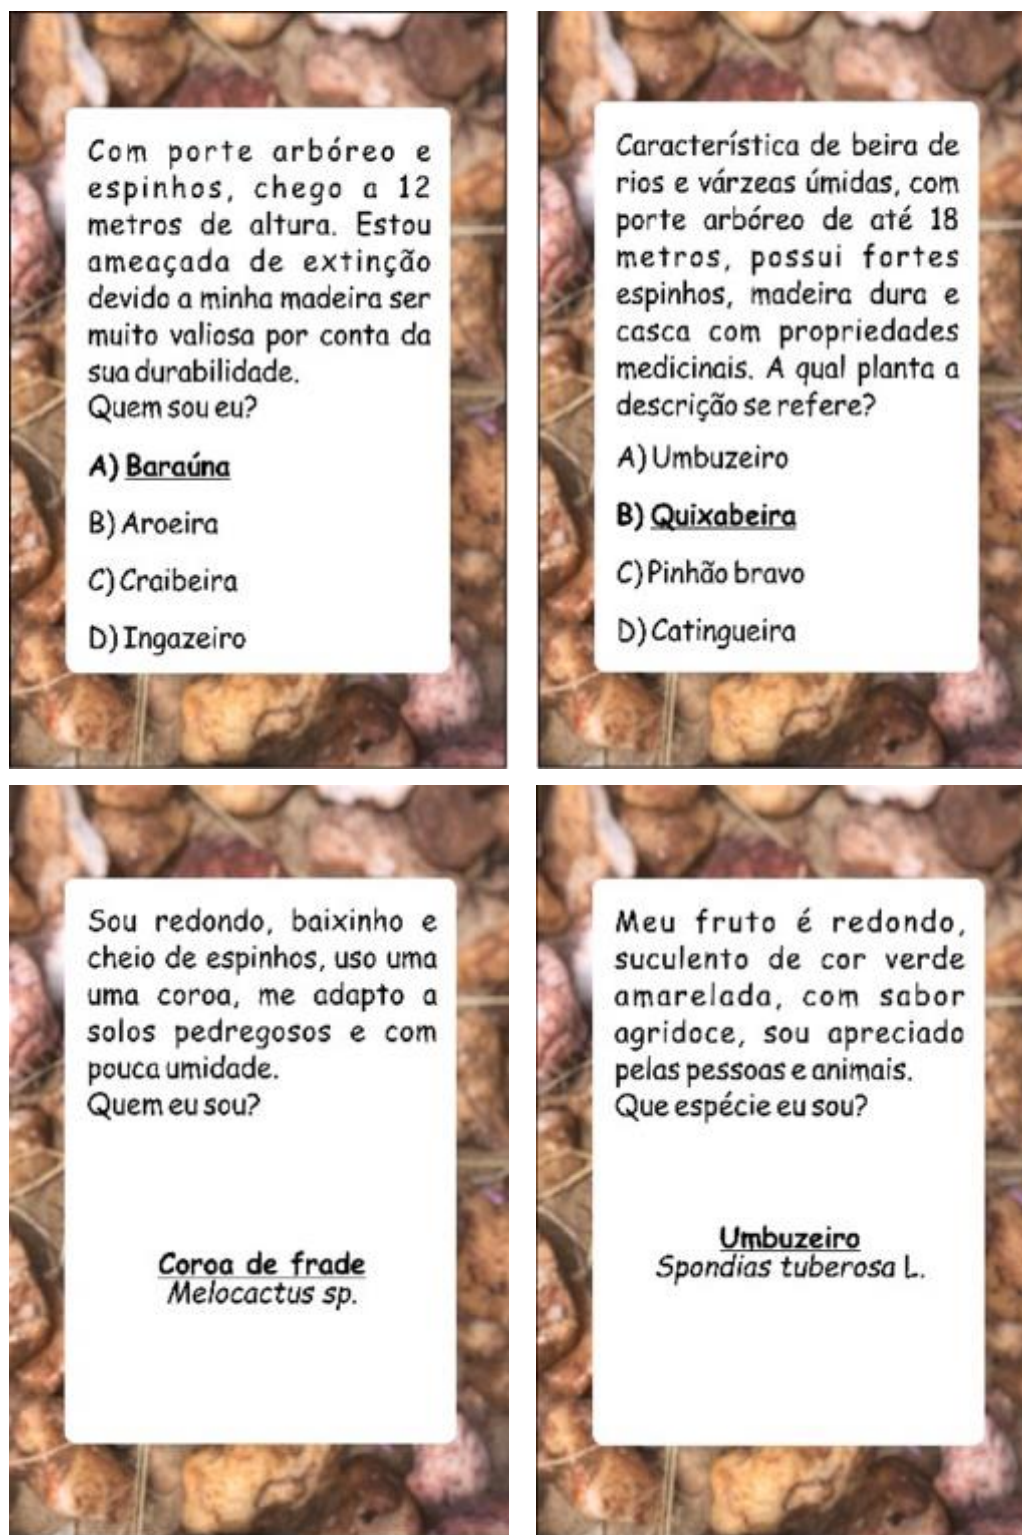 Com porte arbóreo e
espinhos, chego a 12
metros de altura. Estou
ameaçada de extinção
devido a minha madeira ser
muito valiosa por conta da
sua durabilidade.
Quem sou eu?
A) Baraúna
B) Aroeira
C) Craibeira
D) Ingazeiro
Característica de beira de
rios e várzeas úmidas, com
porte arbóreo de até 18
metros, possui fortes
espinhos, madeira dura e
casca com propriedades
medicinais. A qual planta a
descrição se refere?
A) Umbuzeiro
B) Quixabeira
C) Pinhão bravo
D) Catingueira
Sou redondo, baixinho e
cheio de espinhos, uso uma
uma coroa, me adapto a
solos pedregosos e com
pouca umidade.
Quem eu sou?
Coroa de frade
Melocactus sp.
Meu fruto é redondo,
suculento de cor verde
amarelada, com sabor
agridoce, sou apreciado
pelas pessoas e animais.
Que espécie eu sou?
Umbuzeiro
Spondias tuberosa L.